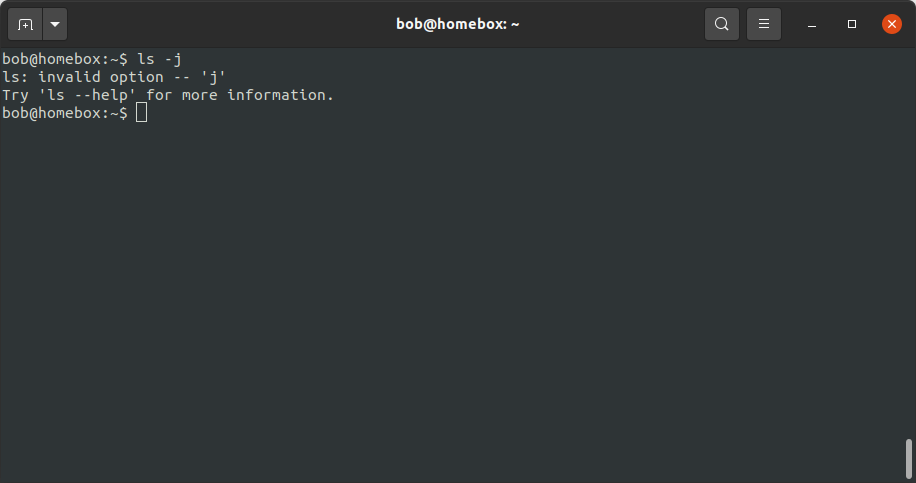 bob@homebox: ~
bob@homebox:~$ ls -j
ls: invalid option -- 'j'
Try 'ls --help' for more information.
bob@homebox:~$